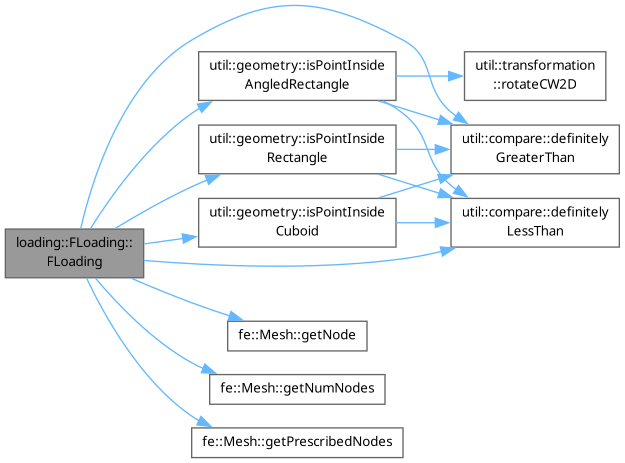 loading::FLoading::
FLoading
util::geometry::isPointInside
AngledRectangle
util::geometry::isPointInside
Rectangle
util::geometry::isPointInside
Cuboid
fe::Mesh::getNode
fe::Mesh::getNumNodes
fe::Mesh::getPrescribedNodes
util::transformation
::rotateCW2D
util::compare::definitely
GreaterThan
util::compare::definitely
LessThan